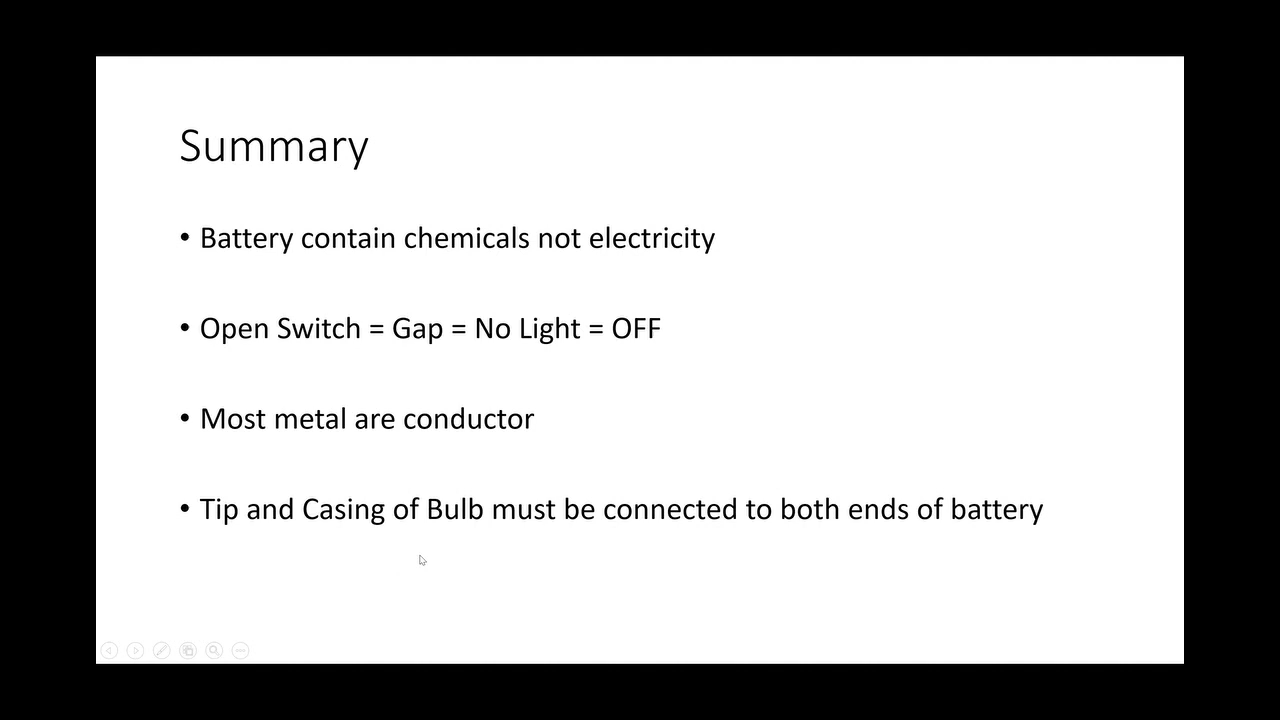 Summary
• Battery contain chemicals not electricity
• Open Switch = Gap = No Light = OFF
• Most metal are conductor
• Tip and Casing of Bulb must be connected to both ends of battery